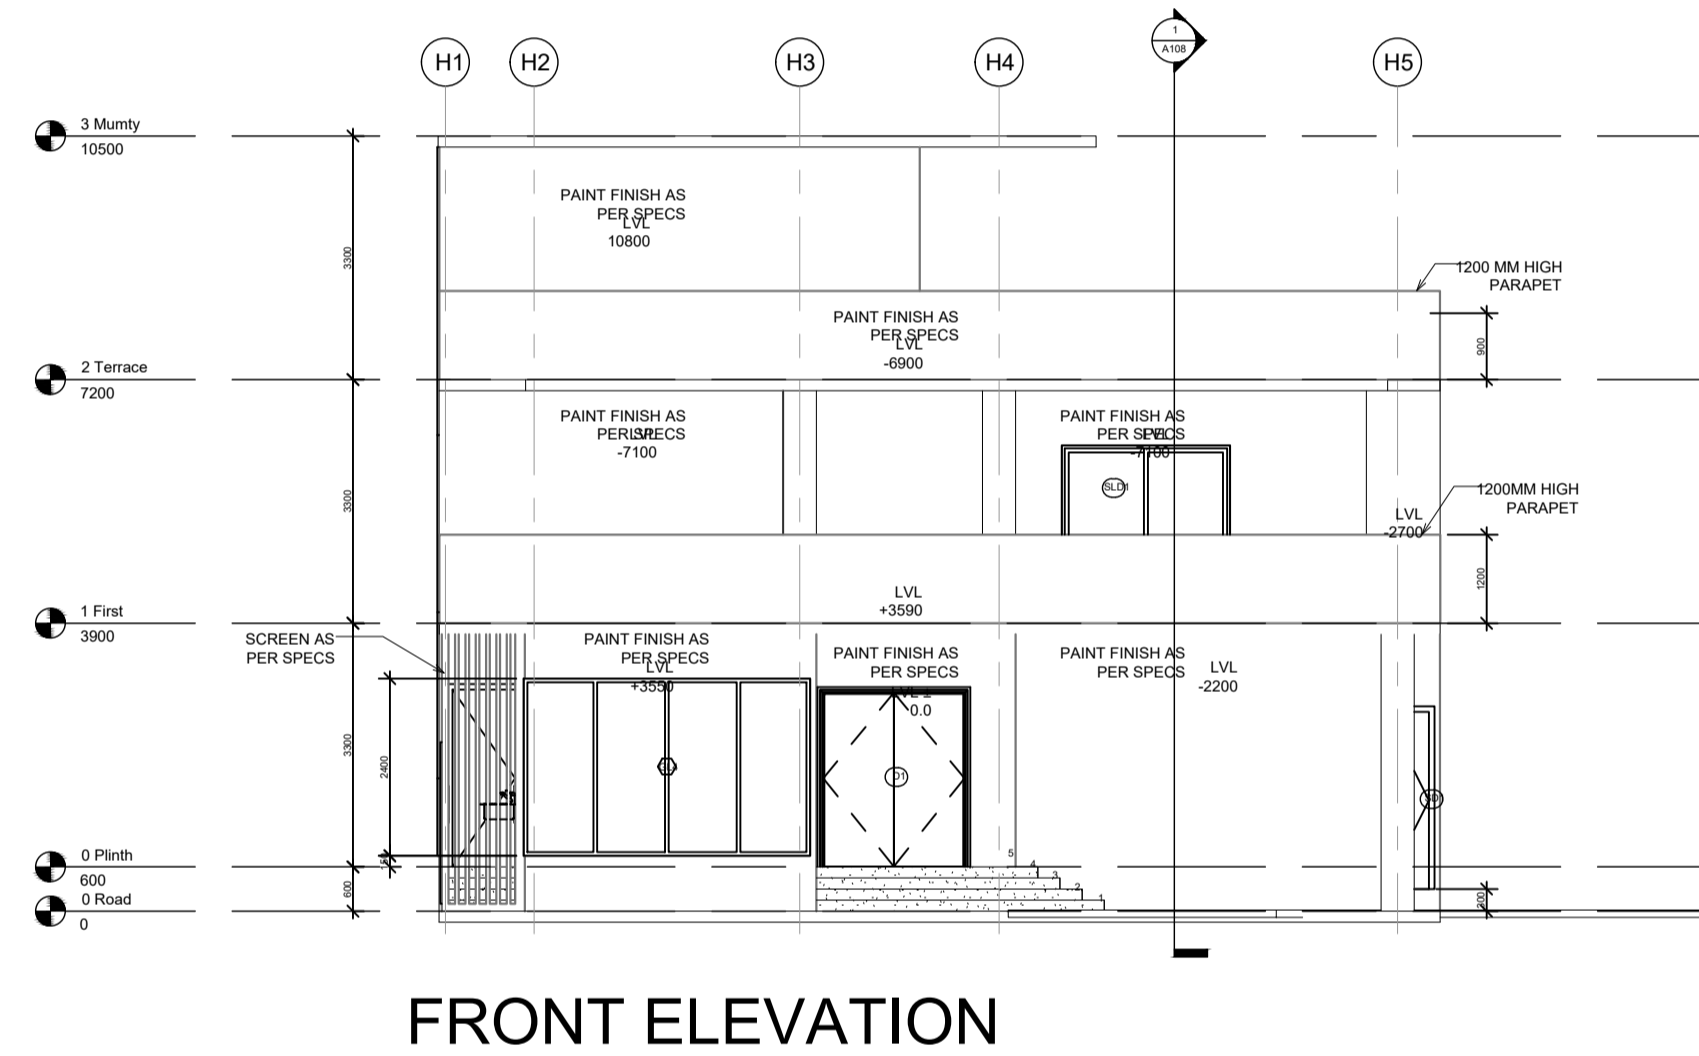 H1
H2
H3
H4
1
A108
H5
3 Mumty
10500
PAINT FINISH AS
PER SPECS
LVL
10800
3300
1200 MM HIGH
PARAPET
PAINT FINISH AS
PER SPECS
LVL
-6900
900
2 Terrace
7200
PAINT FINISH AS
PER SPECS
LVL
-7100
PAINT FINISH AS
PER SPECS
LVL
-7100
SLD1
3300
1200MM HIGH
PARAPET
LVL
-2700
1200
LVL
+3590
1 First
3900
SCREEN AS
PER SPECS
PAINT FINISH AS
PER SPECS
LVL
+3550
PAINT FINISH AS
PER SPECS
LVL ±
0.0
PAINT FINISH AS
PER SPECS
LVL
-2200
3300
2400
D1
5
4
3
2
1
0 Plinth
600
600
300
0 Road
0
FRONT ELEVATION